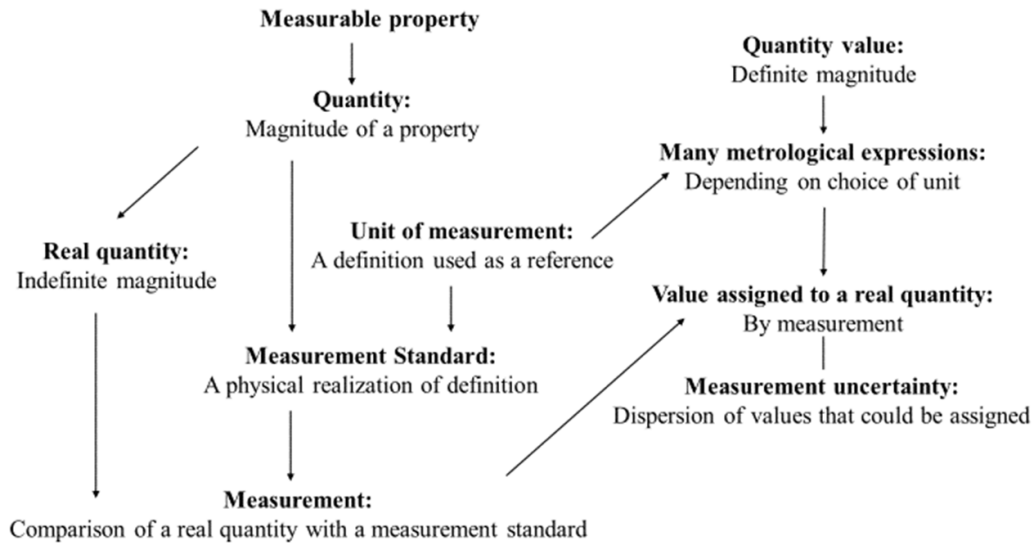 Measurable property
Quantity:
Magnitude of a property
Real quantity:
Indefinite magnitude
Unit of measurement:
A definition used as a reference
Measurement Standard:
A physical realization of definition
Measurement:
Comparison of a real quantity with a measurement standard
Quantity value:
Definite magnitude
Many metrological expressions:
Depending on choice of unit
Value assigned to a real quantity:
By measurement
Measurement uncertainty:
Dispersion of values that could be assigned